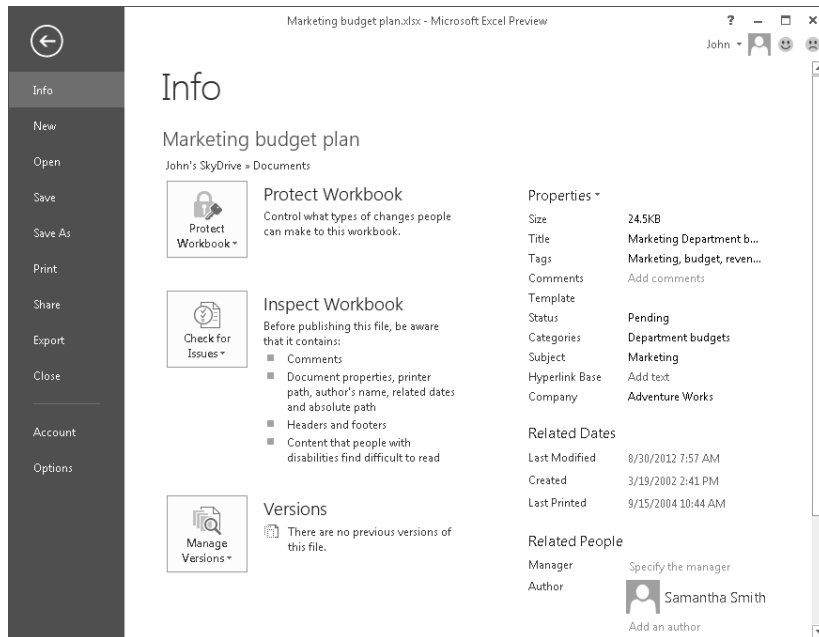 Marketing budget plan.xlsx - Microsoft Excel Preview
?
John
Info
New
Open
Save
Save As
Print
Share
Export
Close
Account
Options
Info
Marketing budget plan
John's SkyDrive » Documents
Protect
Workbook
Protect Workbook
Control what types of changes people
can make to this workbook.
Check for
Issues
Inspect Workbook
Before publishing this file, be aware
that it contains:
Comments
Document properties, printer
path, author's name, related dates
and absolute path
Headers and footers
Content that people with
disabilities find difficult to read
Manage
Versions
Versions
There are no previous versions of
this file.
Properties
Size 24.5KB
Title Marketing Department b...
Tags Marketing, budget, reven...
Comments Add comments
Template
Status Pending
Categories Department budgets
Subject Marketing
Hyperlink Base Add text
Company Adventure Works
Related Dates
Last Modified 8/30/2012 7:57 AM
Created 3/19/2002 2:41 PM
Last Printed 9/15/2004 10:44 AM
Related People
Manager Specify the manager
Author Samantha Smith
Add an author